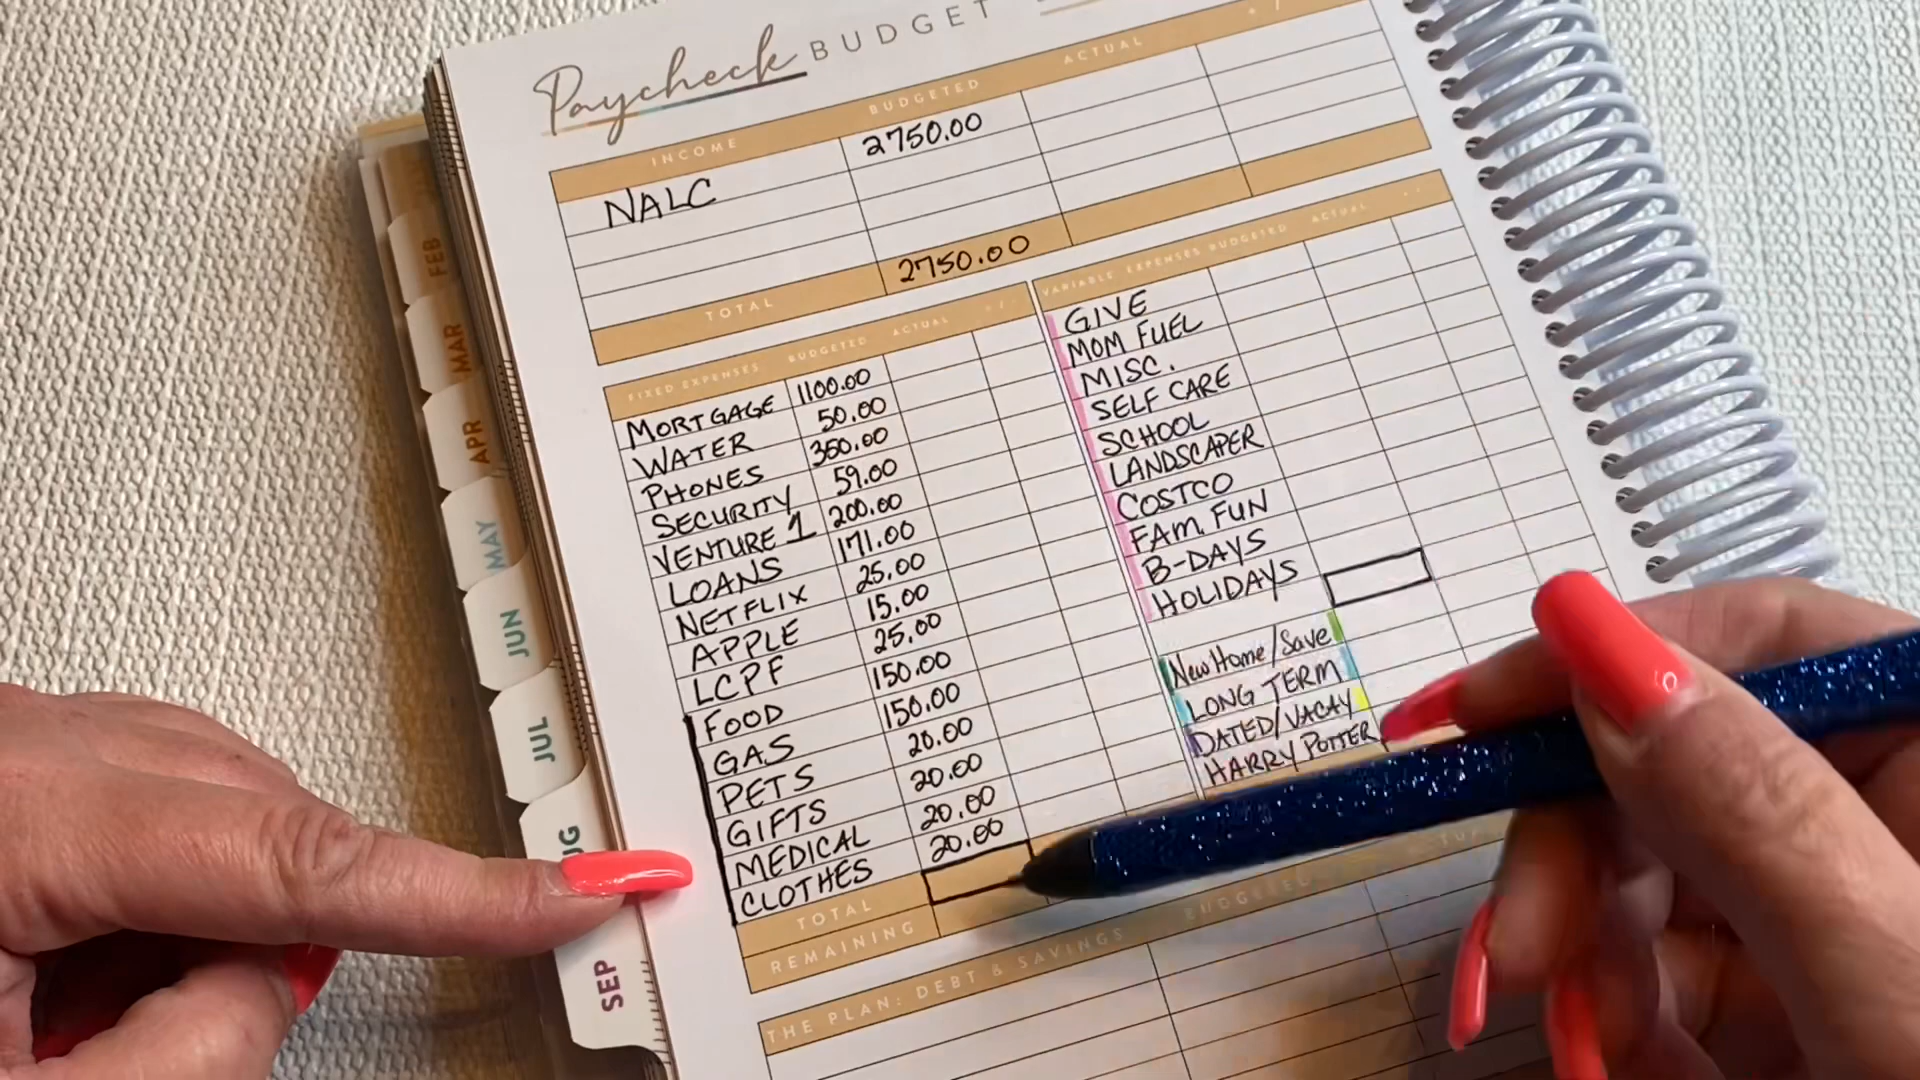 Paycheck BUDGET
INCOME BUDGETED ACTUAL + / -
NALC 2750.00
TOTAL 2750.00
FIXED EXPENSES BUDGETED ACTUAL + / -
MORTGAGE 1100.00
WATER 50.00
PHONES 350.00
SECURITY 59.00
VENTURE 1 200.00
LOANS 171.00
NETFLIX 25.00
APPLE 15.00
LCPF 25.00
FOOD 150.00
GAS 150.00
PETS 20.00
GIFTS 20.00
MEDICAL 20.00
CLOTHES 20.00
TOTAL
REMAINING
VARIABLE EXPENSES BUDGETED ACTUAL + / -
GIVE
MOM FUEL
MISC.
SELF CARE
SCHOOL
LANDSCAPER
COSTCO
FAM FUN
B-DAYS
HOLIDAYS
New Home/Save
LONG TERM
DATED/VACAY
HARRY POTTER
THE PLAN: DEBT & SAVINGS BUDGETED
FEB
MAR
APR
MAY
JUN
JUL
UG
SEP